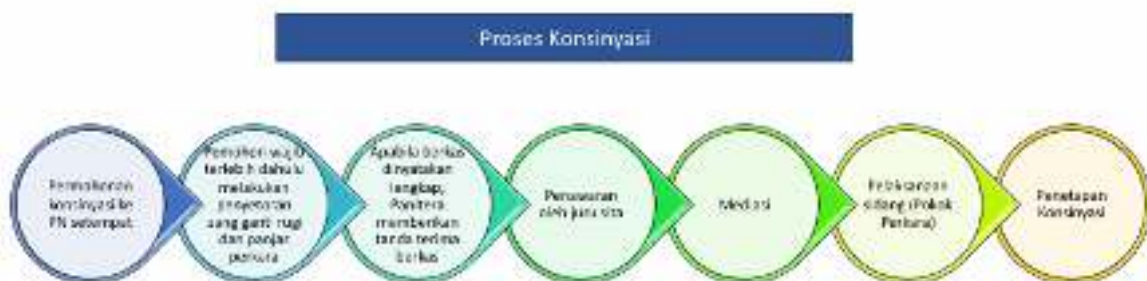 Proses Konsinyasi
Permohonan
konsinyasi ke
PN setempat
Pemohon wajib
terlebih dahulu
melakukan
penyetoran
uang ganti rugi
dan panjar
perkara
Apabila berkas
dinyatakan
lengkap,
Panitera
memberikan
tanda terima
berkas
Penawaran
oleh juru sita
Mediasi
Pelaksanaan
sidang (Pokok
Perkara)
Penetapan
Konsinyasi